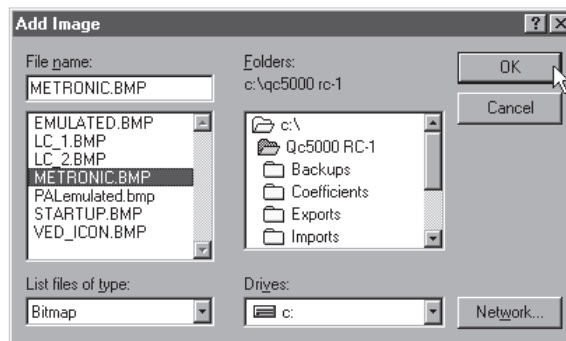 Add Image
File name:
METRONIC.BMP
EMULATED.BMP
LC_1.BMP
LC_2.BMP
METRONIC.BMP
PALemulated.bmp
STARTUP.BMP
VED_ICON.BMP
List files of type:
Bitmap
Folders:
c:\qc5000 rc-1
c:\
Qc5000 RC-1
Backups
Coefficients
Exports
Imports
Drives:
c:
OK
Cancel
Network...